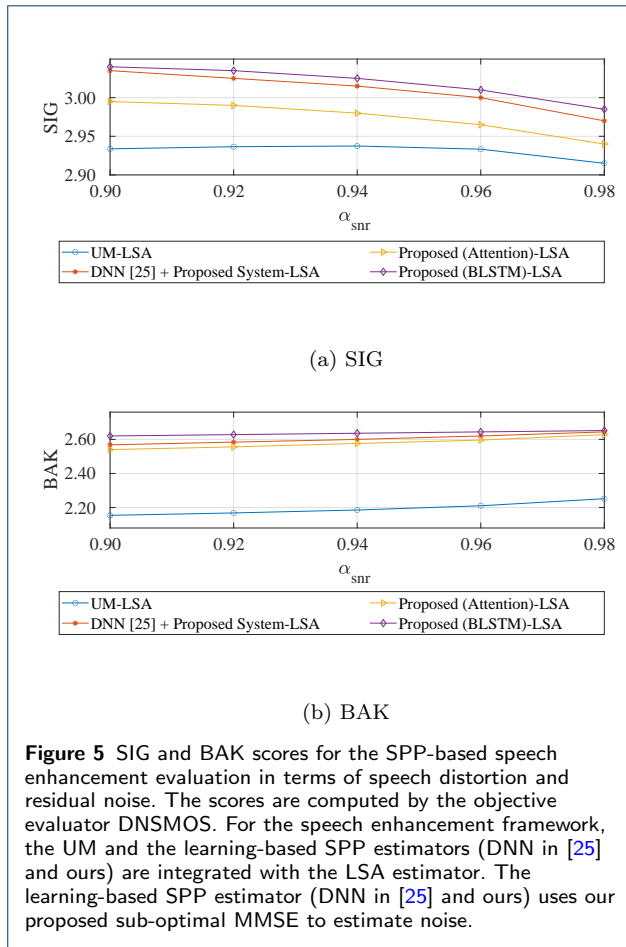 3.00
2.95
2.90
SIG
0.90 0.92 0.94 0.96 0.98
αsnr
UM-LSA Proposed (Attention)-LSA
DNN [25] + Proposed System-LSA Proposed (BLSTM)-LSA
(a) SIG
2.60
2.40
2.20
BAK
0.90 0.92 0.94 0.96 0.98
αsnr
UM-LSA Proposed (Attention)-LSA
DNN [25] + Proposed System-LSA Proposed (BLSTM)-LSA
(b) BAK
Figure 5 SIG and BAK scores for the SPP-based speech
enhancement evaluation in terms of speech distortion and
residual noise. The scores are computed by the objective
evaluator DNSMOS. For the speech enhancement framework,
the UM and the learning-based SPP estimators (DNN in [25]
and ours) are integrated with the LSA estimator. The
learning-based SPP estimator (DNN in [25] and ours) uses our
proposed sub-optimal MMSE to estimate noise.